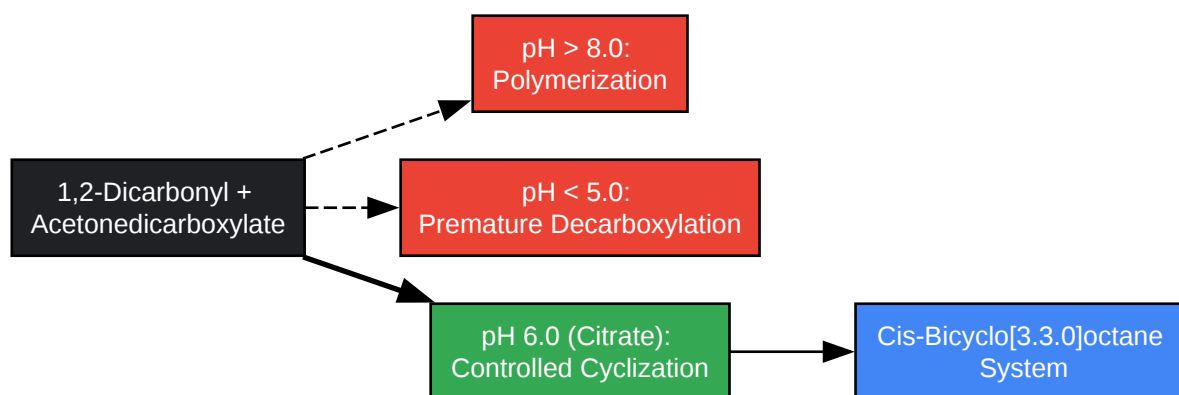 pH > 8.0:
Polymerization
1,2-Dicarbonyl +
Acetonedicarboxylate
pH < 5.0:
Premature Decarboxylation
pH 6.0 (Citrate):
Controlled Cyclization
Cis-Bicyclo[3.3.0]octane
System